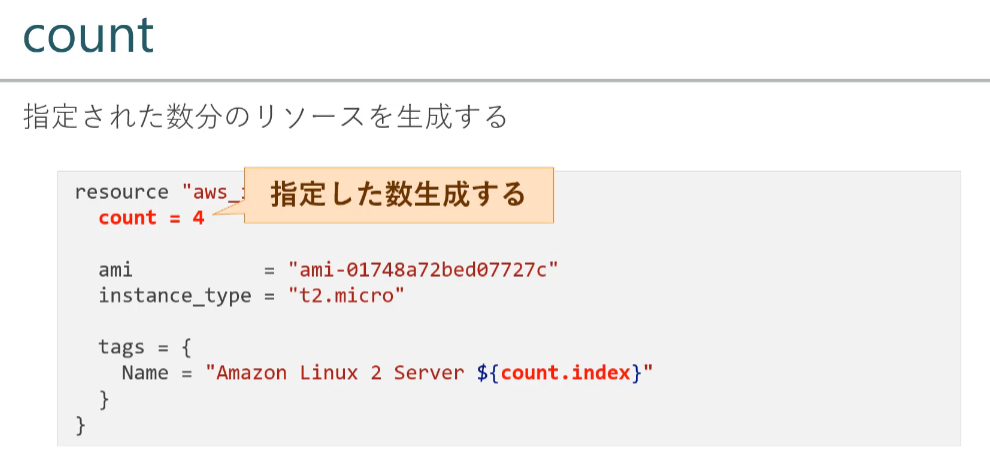 count
指定された数分のリソースを生成する
resource "aws_
指定した数生成する
count = 4
ami = "ami-01748a72bed07727c"
instance_type = "t2.micro"
tags = {
Name = "Amazon Linux 2 Server ${count.index}"
}
}